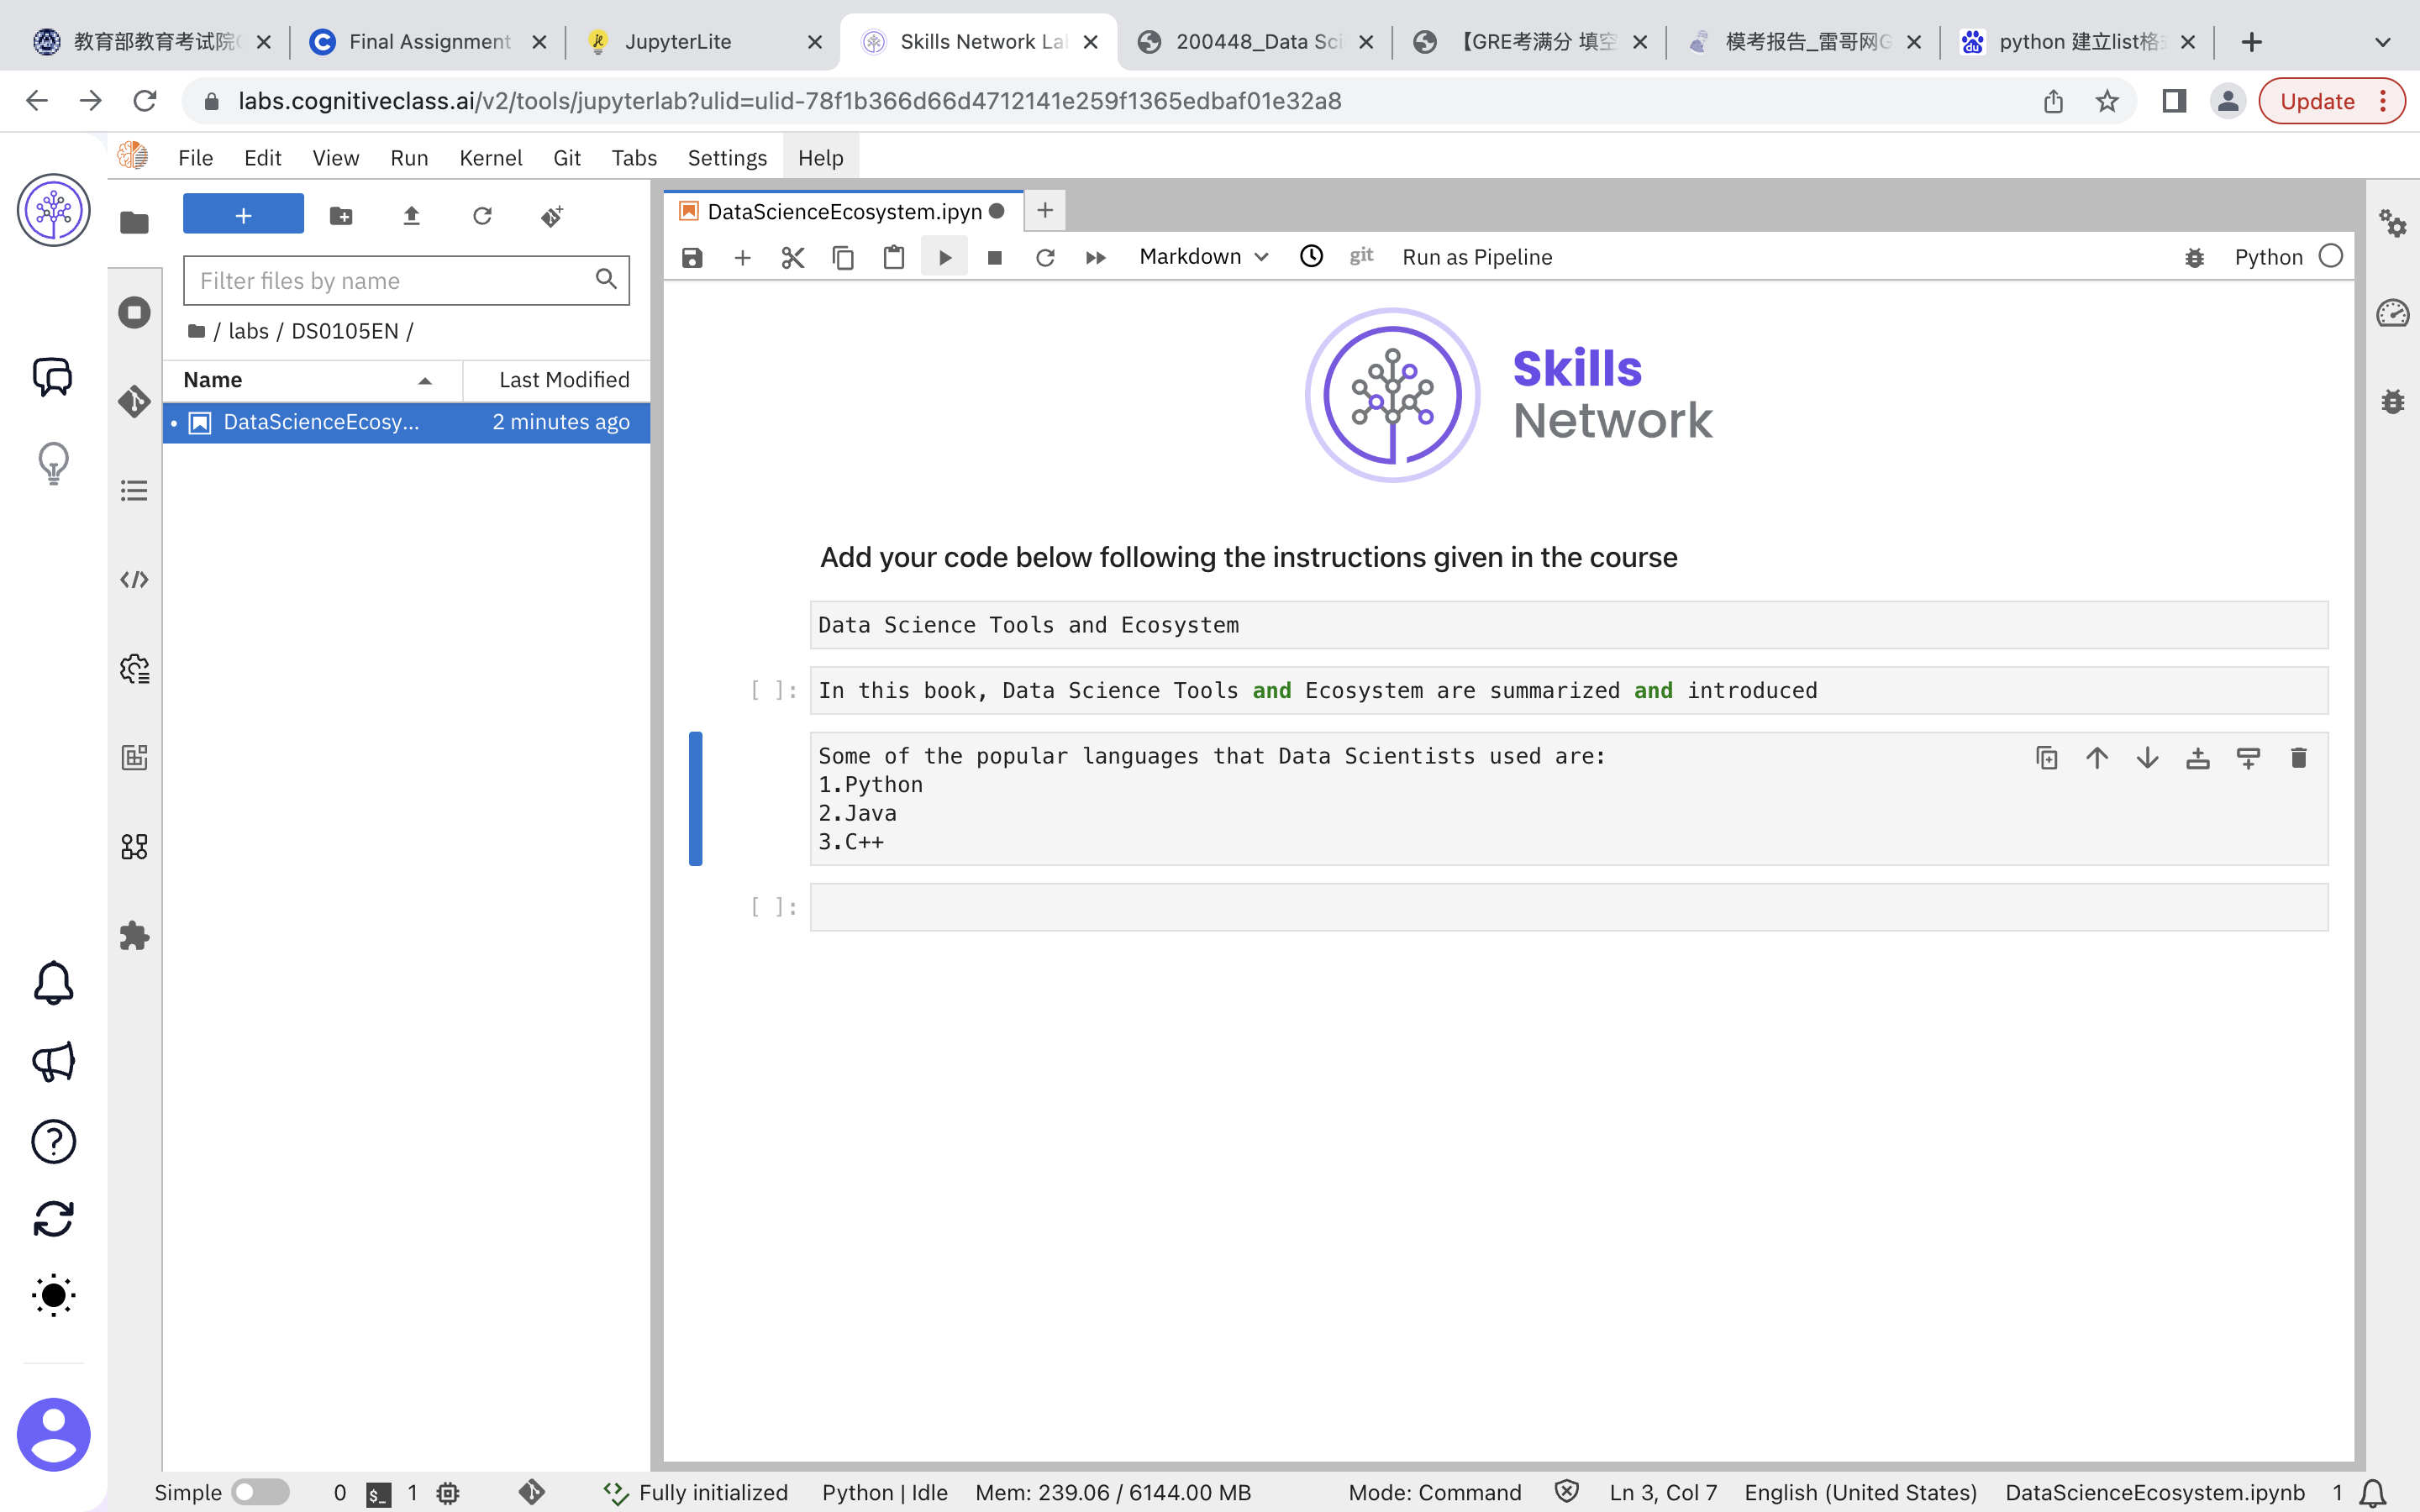 教育部教育考试院
Final Assignment
JupyterLite
Skills Network La
200448_Data Sci
【GRE考满分 填空
模考报告_雷哥网G
python 建立list格
labs.cognitiveclass.ai/v2/tools/jupyterlab?ulid=ulid-78f1b366d66d4712141e259f1365edbaf01e32a8
Update
File Edit View Run Kernel Git Tabs Settings Help
Filter files by name
/ labs / DS0105EN /
Name Last Modified
DataScienceEcosy... 2 minutes ago
DataScienceEcosystem.ipyn
Markdown git Run as Pipeline Python
Skills
Network
Add your code below following the instructions given in the course
Data Science Tools and Ecosystem
[ ]: In this book, Data Science Tools and Ecosystem are summarized and introduced
Some of the popular languages that Data Scientists used are:
1.Python
2.Java
3.C++
[ ]:
Simple 0 $_ 1 Fully initialized Python | Idle Mem: 239.06 / 6144.00 MB Mode: Command Ln 3, Col 7 English (United States) DataScienceEcosystem.ipynb 1